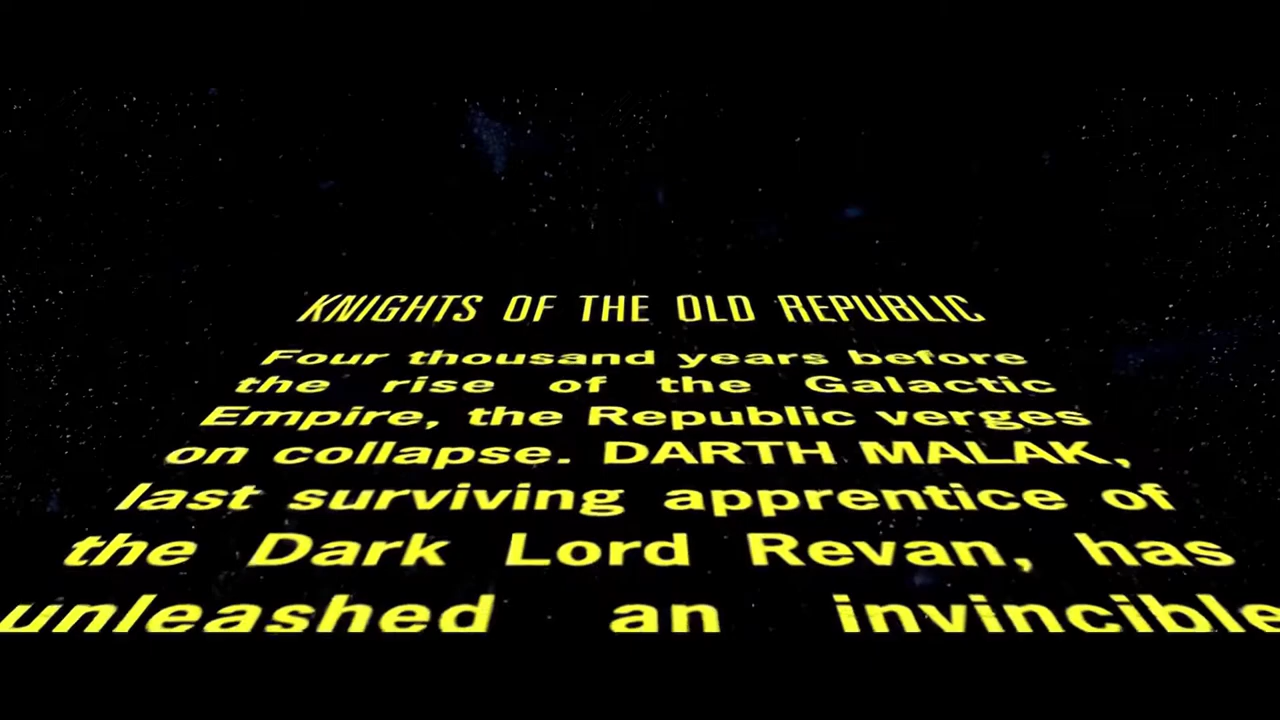 KNIGHTS OF THE OLD REPUBLIC
Four thousand years before
the rise of the Galactic
Empire, the Republic verges
on collapse. DARTH MALAK,
last surviving apprentice of
the Dark Lord Revan, has
unleashed an invincible